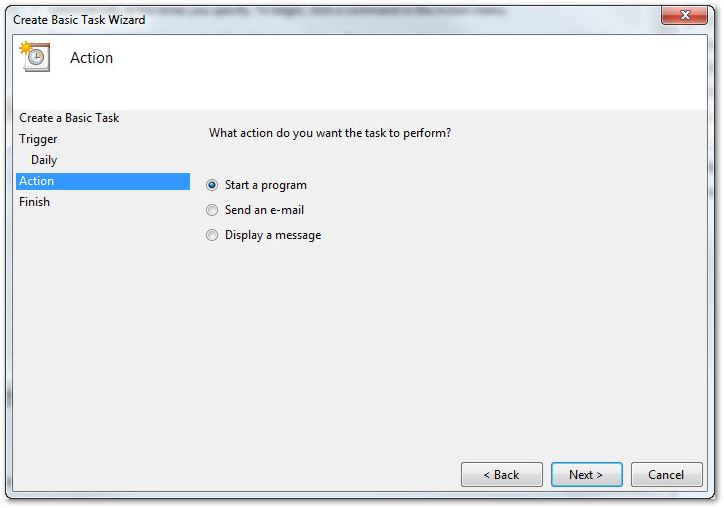 Create Basic Task Wizard
Action
Create a Basic Task
Trigger
Daily
Action
Finish
What action do you want the task to perform?
Start a program
Send an e-mail
Display a message
< Back
Next >
Cancel